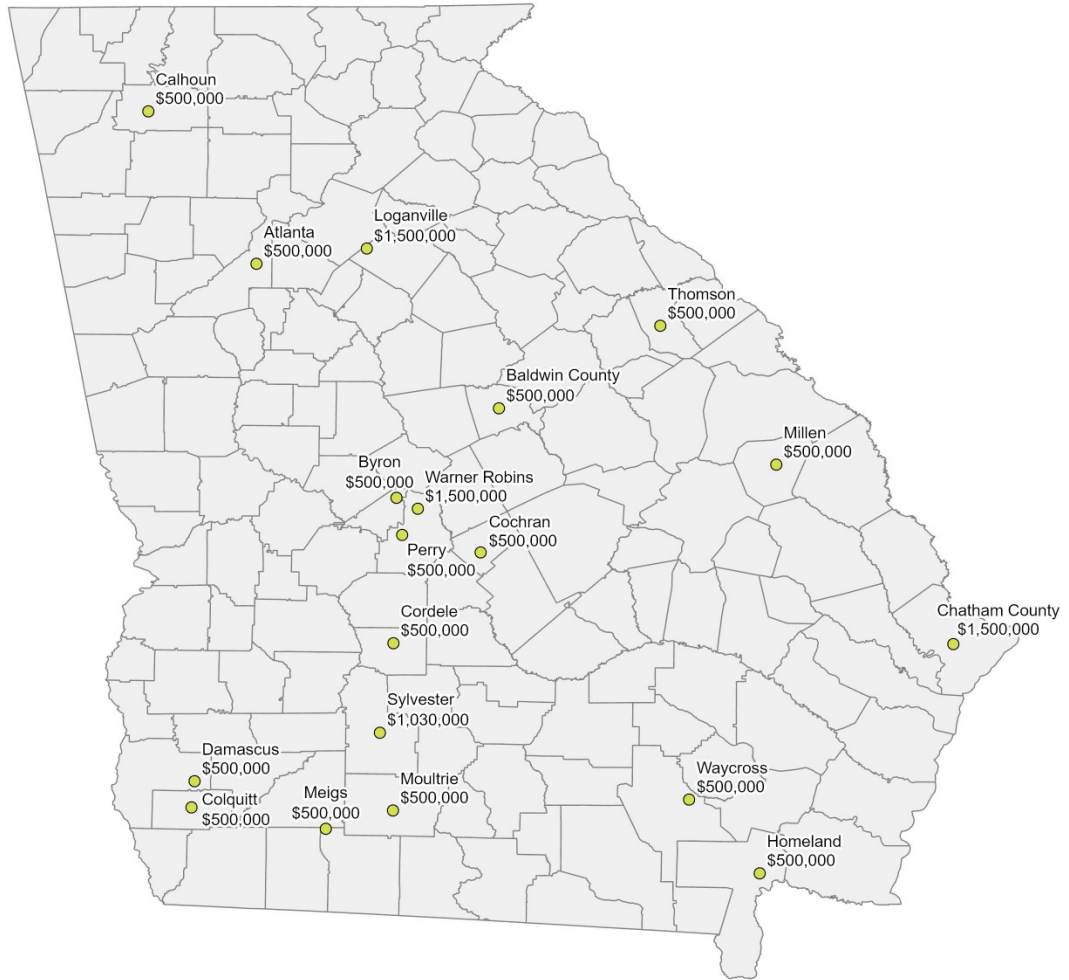 Calhoun
$500,000
Loganville
$1,500,000
Atlanta
$500,000
Thomson
$500,000
Baldwin County
$500,000
Millen
$500,000
Byron
$500,000
Warner Robins
$1,500,000
Cochran
$500,000
Perry
$500,000
Cordele
$500,000
Chatham County
$1,500,000
Sylvester
$1,030,000
Damascus
$500,000
Colquitt
$500,000
Meigs
$500,000
Moultrie
$500,000
Waycross
$500,000
Homeland
$500,000